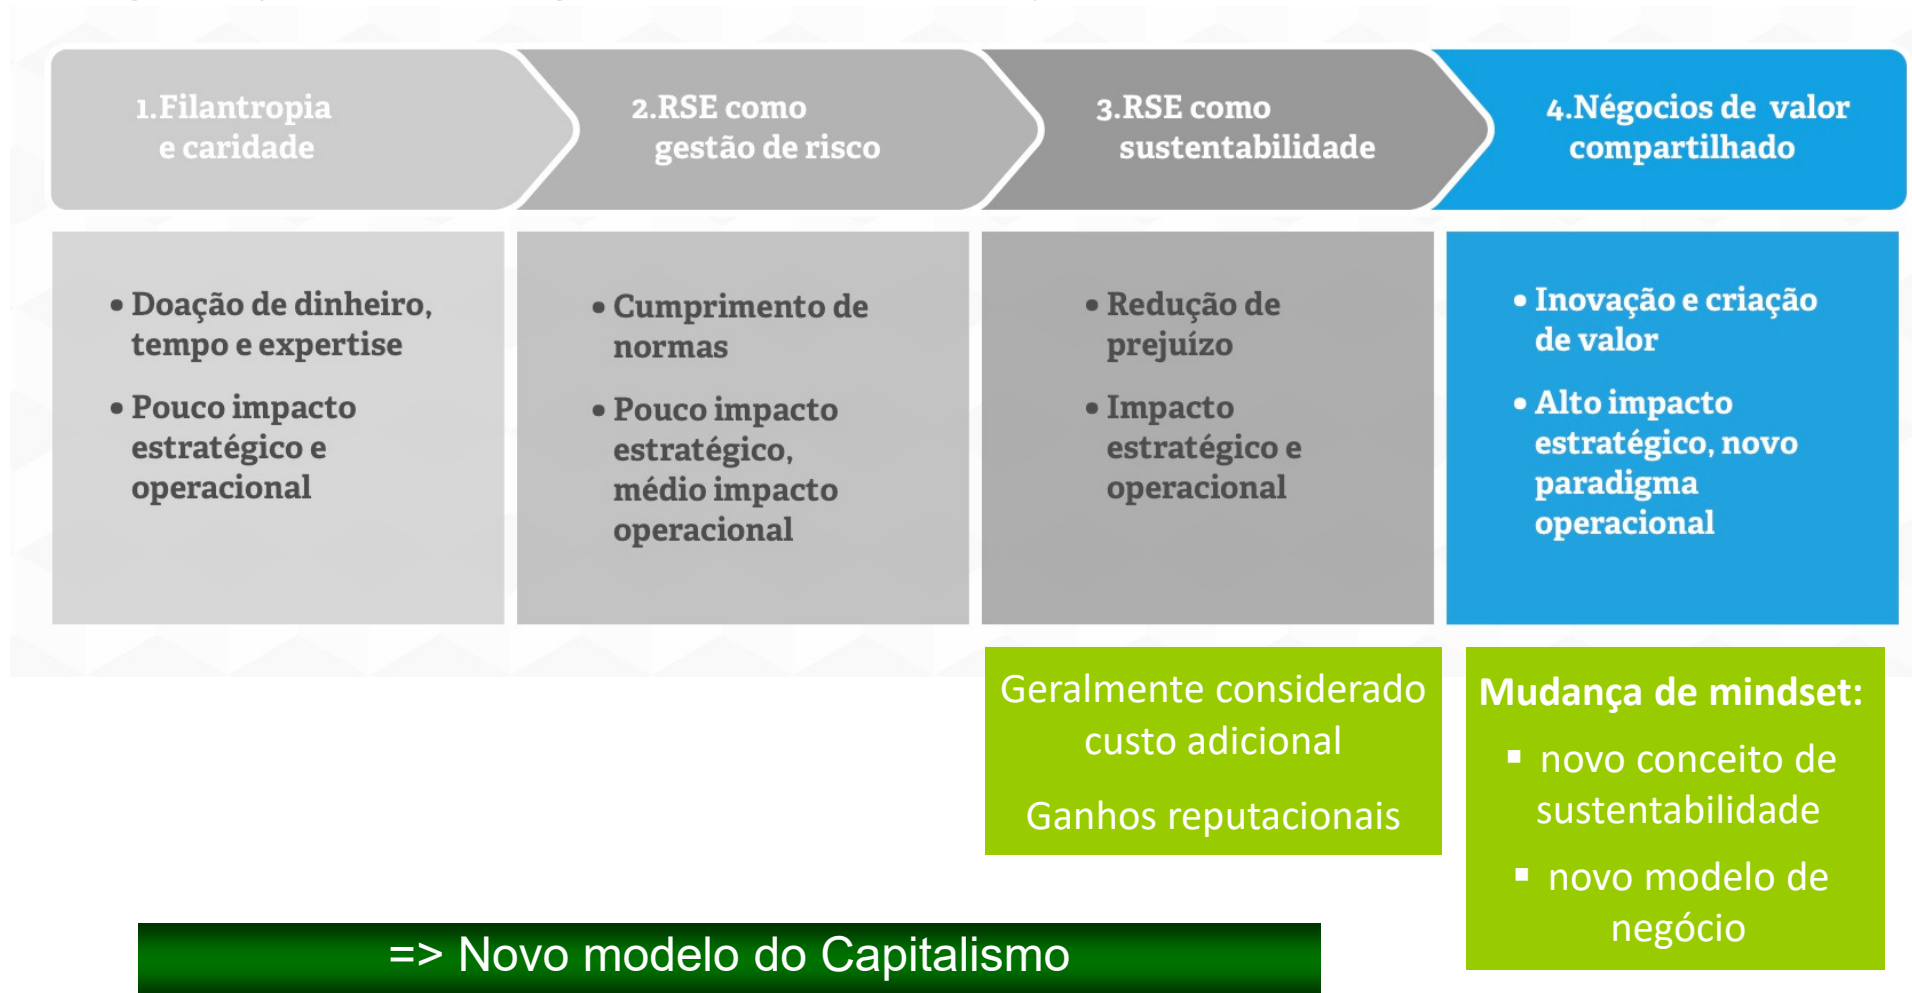 1.Filantropia
e caridade
2.RSE como
gestão de risco
3.RSE como
sustentabilidade
4.Négocios de valor
compartilhado
• Doação de dinheiro,
tempo e expertise
• Pouco impacto
estratégico e
operacional
• Cumprimento de
normas
• Pouco impacto
estratégico,
médio impacto
operacional
• Redução de
prejuízo
• Impacto
estratégico e
operacional
• Inovação e criação
de valor
• Alto impacto
estratégico, novo
paradigma
operacional
Geralmente considerado
custo adicional
Ganhos reputacionais
Mudança de mindset:
▪ novo conceito de
sustentabilidade
▪ novo modelo de
negócio
=> Novo modelo do Capitalismo